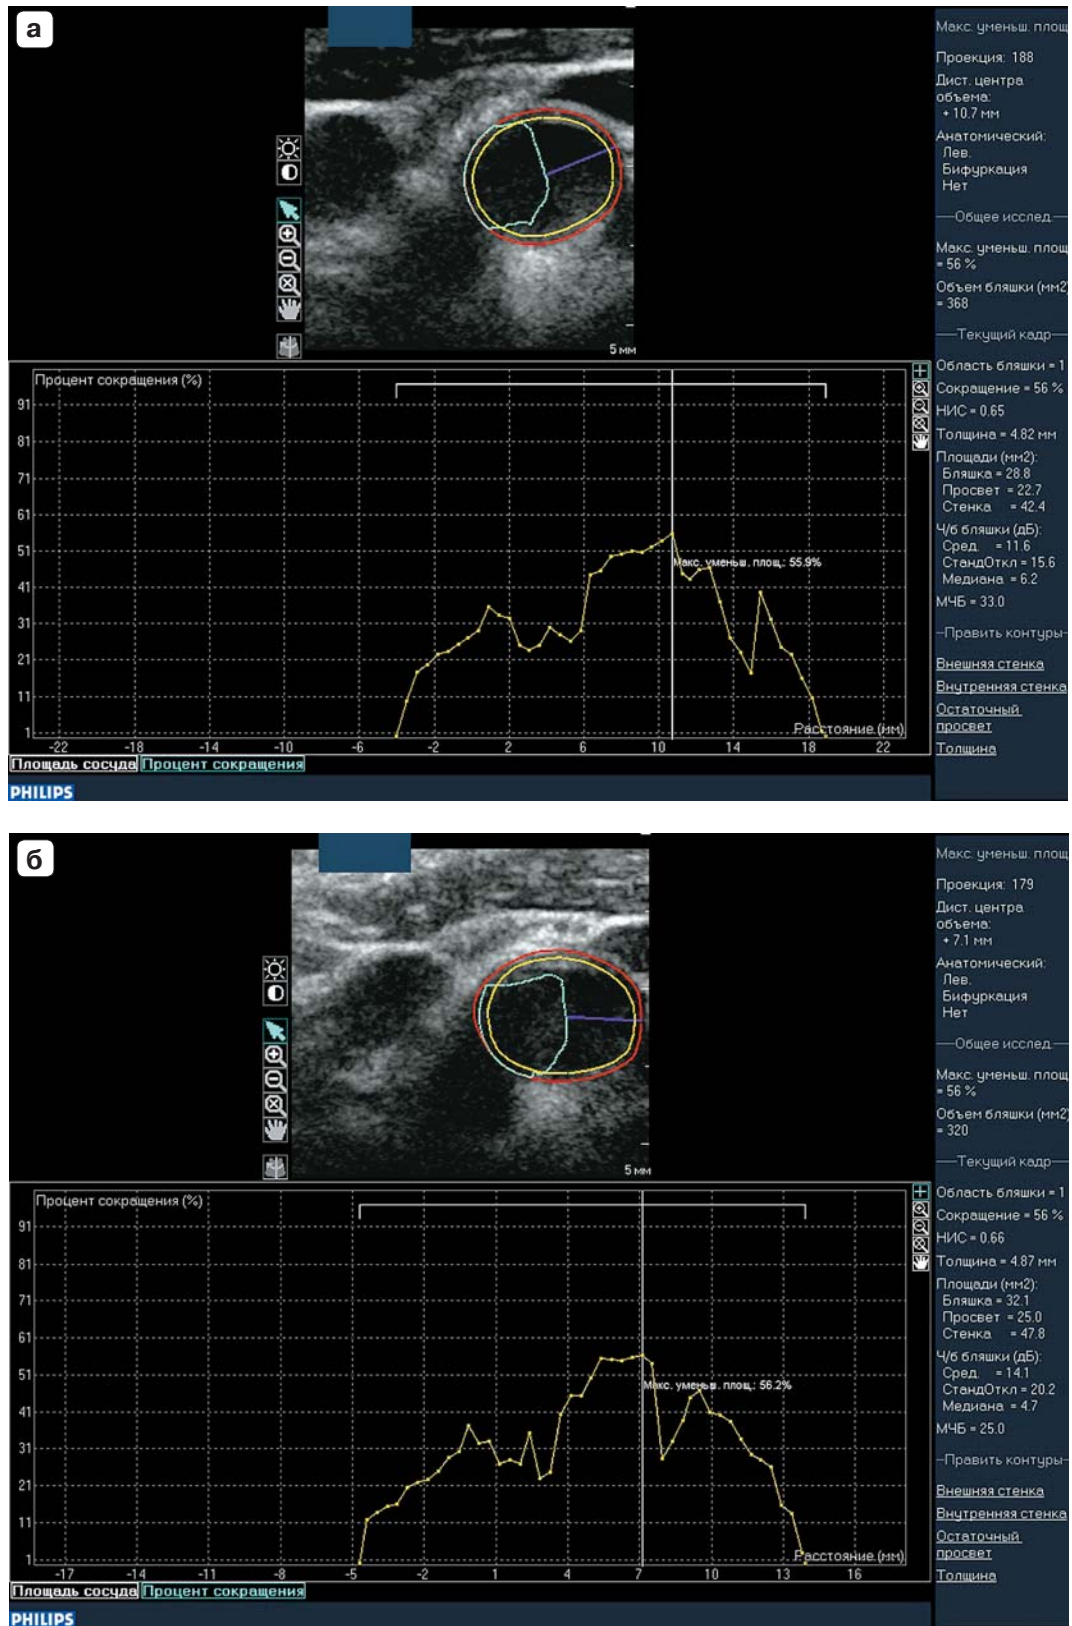 а
Макс. уменьш. площ
Проекция: 188
Дист. центра
объема:
+ 10.7 мм
Анатомический:
Лев.
Бифуркация
Нет
Общее исслед.
Макс. уменьш. площ
= 56 %
Объем бляшки (мм2)
= 368
Текущий кадр
Область бляшки = 1
Сокращение = 56 %
НИС = 0.65
Толщина = 4.82 мм
Площади (мм2):
Бляшка = 28.8
Просвет = 22.7
Стенка = 42.4
Ч/б бляшки (дБ):
Сред. = 11.6
СтандОткл = 15.6
Медиана = 6.2
МЧБ = 33.0
Править контуры
Внешняя стенка
Внутренняя стенка
Остаточный
просвет
Толщина
5 мм
Процент сокращения (%)
91
81
71
61
51
41
31
21
11
1
Макс. уменьш. площ.: 55.9%
Расстояние (мм)
-22 -14 -14 -10 -6 -2 2 6 10 14 18 22
Площадь сосуда Процент сокращения
PHILIPS
б
Макс. уменьш. площ
Проекция: 179
Дист. центра
объема:
+ 7.1 мм
Анатомический:
Лев.
Бифуркация
Нет
Общее исслед.
Макс. уменьш. площ
= 56 %
Объем бляшки (мм2)
= 320
Текущий кадр
Область бляшки = 1
Сокращение = 56 %
НИС = 0.66
Толщина = 4.87 мм
Площади (мм2):
Бляшка = 32.1
Просвет = 25.0
Стенка = 47.8
Ч/б бляшки (дБ):
Сред. = 14.1
СтандОткл = 20.2
Медиана = 4.7
МЧБ = 25.0
Править контуры
Внешняя стенка
Внутренняя стенка
Остаточный
просвет
Толщина
5 мм
Процент сокращения (%)
91
81
71
61
51
41
31
21
11
1
Макс. уменьш. площ.: 56.2%
Расстояние (мм)
-17 -14 -11 -8 -5 -2 1 4 7 10 13 16
Площадь сосуда Процент сокращения
PHILIPS